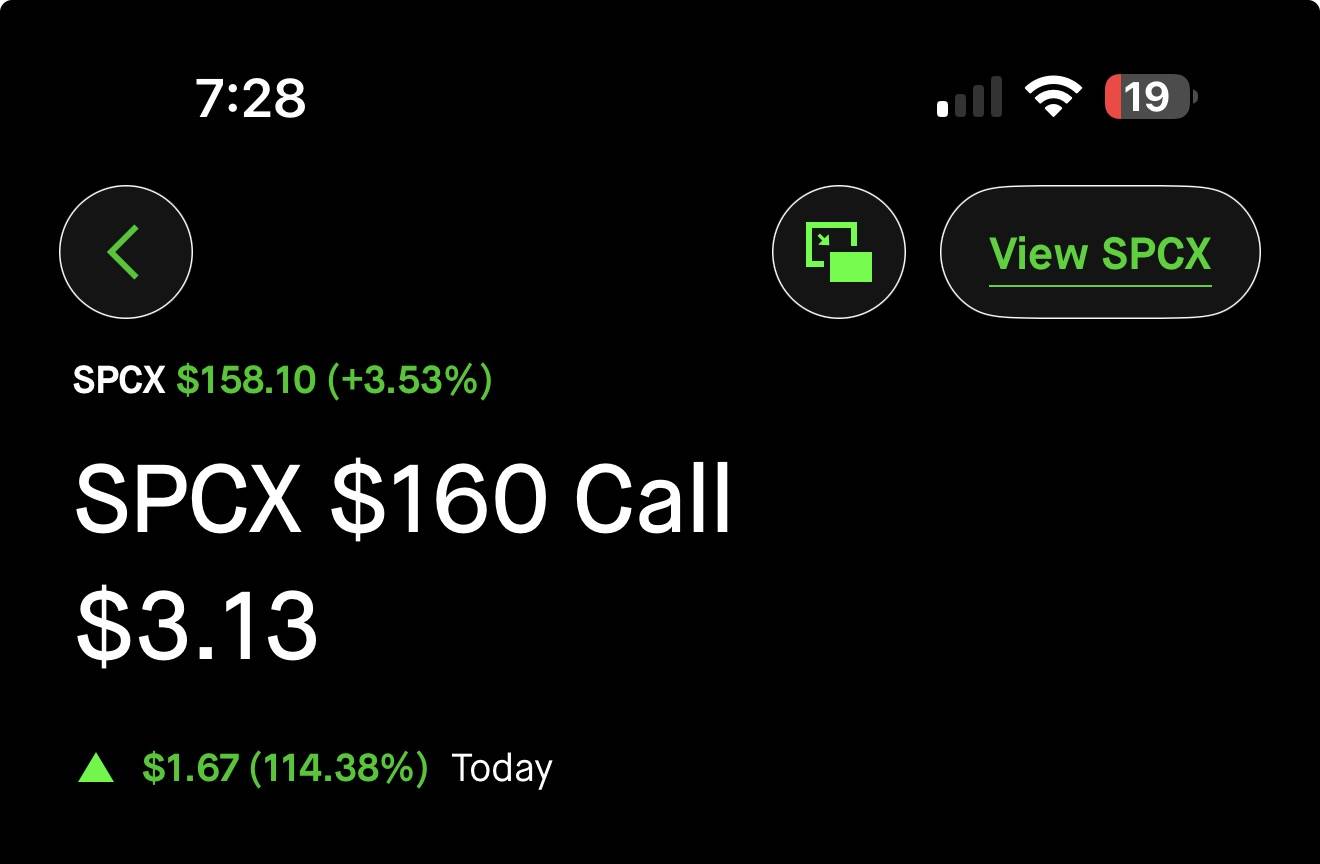 7:28
19
View SPCX
SPCX $158.10 (+3.53%)
SPCX $160 Call
$3.13
$1.67 (114.38%) Today